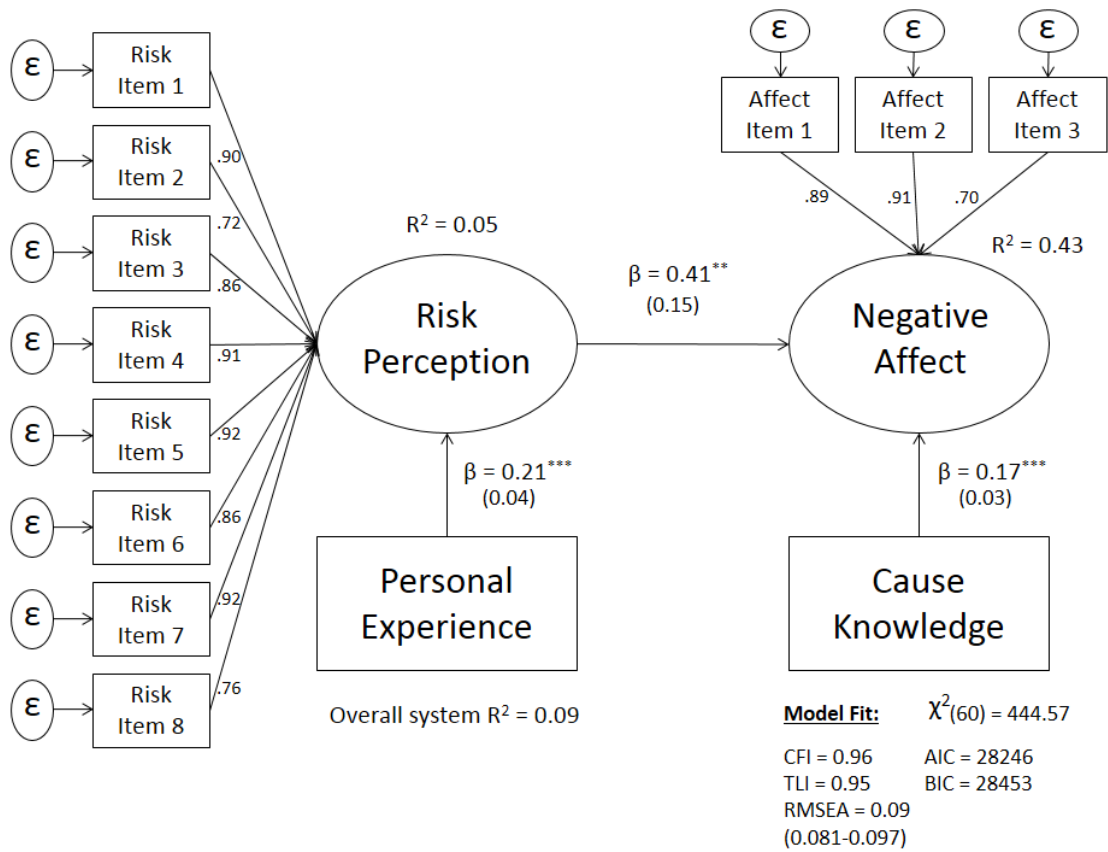 ε
Risk
Item 1
ε
Risk
Item 2
.90
ε
Risk
Item 3
.72
ε
Risk
Item 4
.86
.91
ε
Risk
Item 5
.92
ε
Risk
Item 6
.86
ε
Risk
Item 7
.92
ε
Risk
Item 8
.76
R² = 0.05
Risk
Perception
β = 0.21***
(0.04)
Personal
Experience
Overall system R² = 0.09
β = 0.41**
(0.15)
ε
ε
ε
Affect
Item 1
Affect
Item 2
Affect
Item 3
.89
.91
.70
R² = 0.43
Negative
Affect
β = 0.17***
(0.03)
Cause
Knowledge
Model Fit: χ²(60) = 444.57
CFI = 0.96 AIC = 28246
TLI = 0.95 BIC = 28453
RMSEA = 0.09
(0.081-0.097)